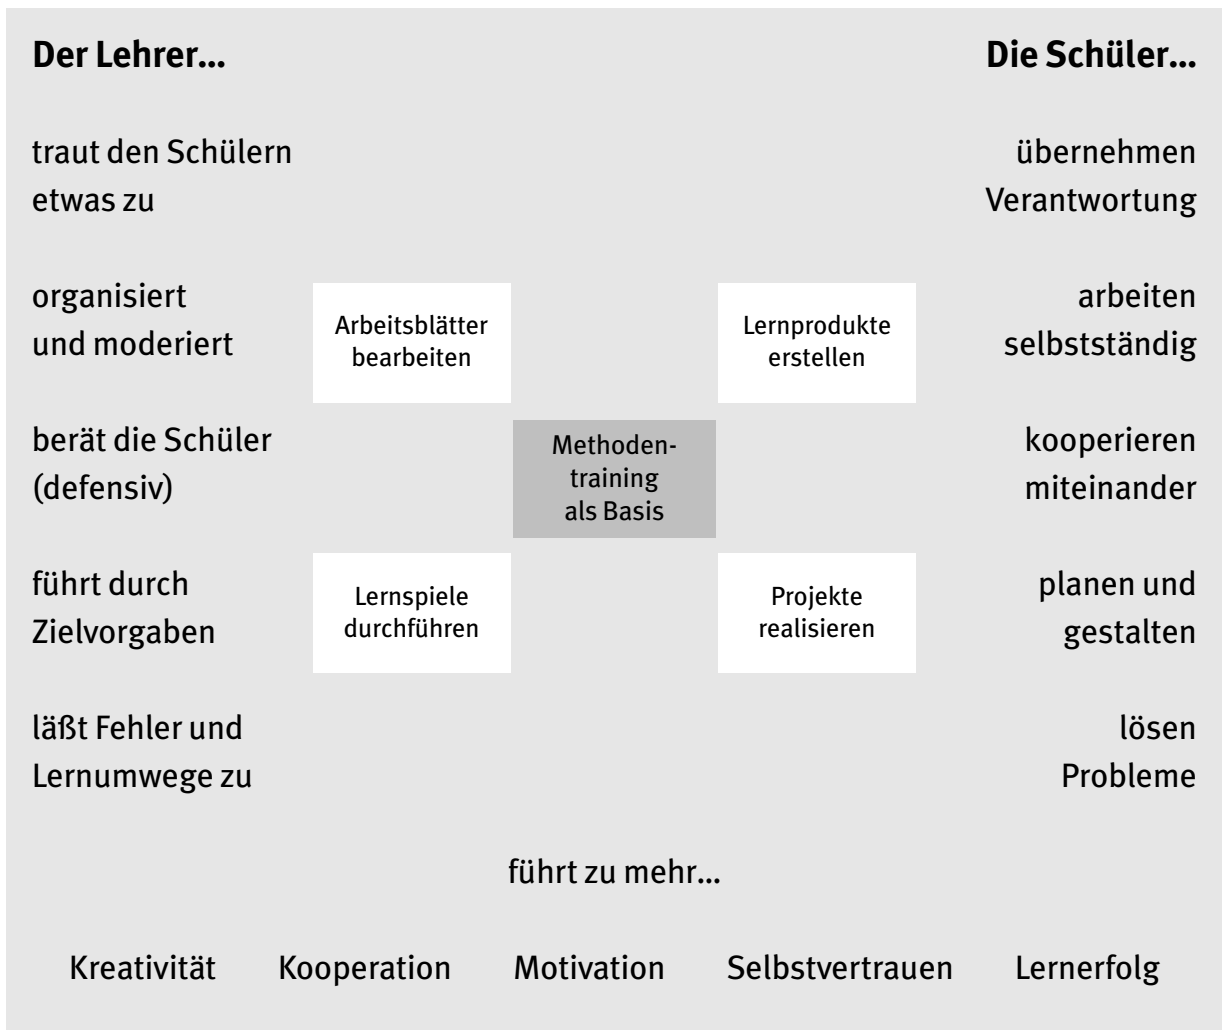 Der Lehrer...
Die Schüler...
traut den Schülern
etwas zu
übernehmen
Verantwortung
organisiert
und moderiert
Arbeitsblätter
bearbeiten
Lernprodukte
erstellen
arbeiten
selbstständig
berät die Schüler
(defensiv)
Methoden-
training
als Basis
kooperieren
miteinander
führt durch
Zielvorgaben
Lernspiele
durchführen
Projekte
realisieren
planen und
gestalten
läßt Fehler und
Lernumwege zu
lösen
Probleme
führt zu mehr...
Kreativität Kooperation Motivation Selbstvertrauen Lernerfolg